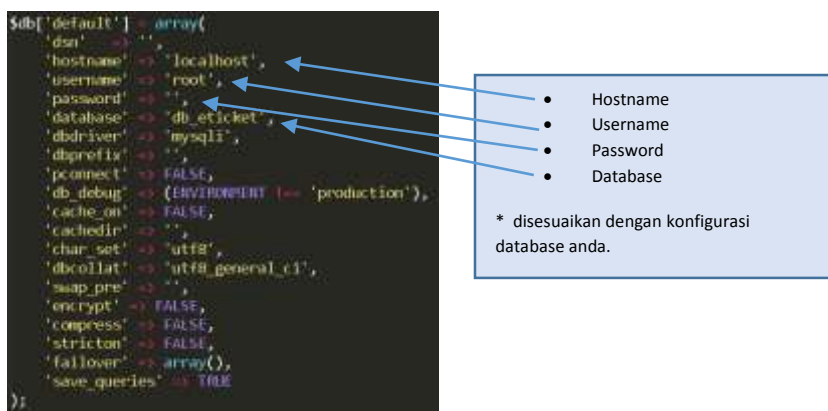 $db['default'] = array(
'dsn' => '',
'hostname' => 'localhost',
'username' => 'root',
'password' => '',
'database' => 'db_eticket',
'dbdriver' => 'mysqli',
'dbprefix' => '',
'pconnect' => FALSE,
'db_debug' => (ENVIRONMENT !== 'production'),
'cache_on' => FALSE,
'cachedir' => '',
'char_set' => 'utf8',
'dbcollat' => 'utf8_general_ci',
'swap_pre' => '',
'encrypt' => FALSE,
'compress' => FALSE,
'stricton' => FALSE,
'failover' => array(),
'save_queries' => TRUE
);
• Hostname
• Username
• Password
• Database
* disesuaikan dengan konfigurasi
database anda.